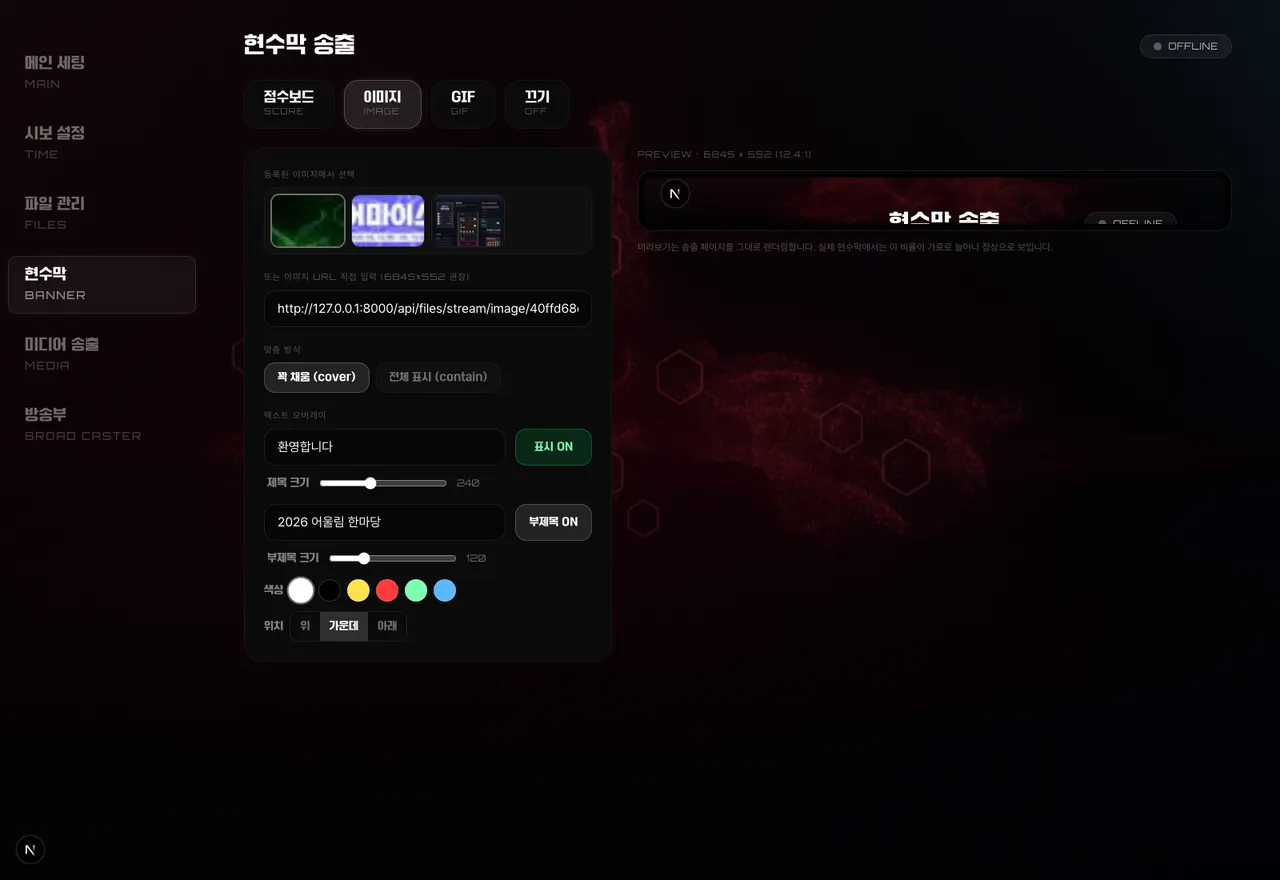 현수막 송출
OFFLINE
메인 세팅
MAIN
시보 설정
TIME
파일 관리
FILES
현수막
BANNER
미디어 송출
MEDIA
방송부
BROAD CASTER
점수보드
SCORE
이미지
IMAGE
GIF
GIF
끄기
OFF
등록된 이미지에서 선택
또는 이미지 URL 직접 입력 (6845x552 권장)
http://127.0.0.1:8000/api/files/stream/image/40ffd68
맞춤 방식
꽉 채움 (cover)
전체 표시 (contain)
텍스트 오버레이
환영합니다
표시 ON
제목 크기
240
2026 어울림 한마당
부제목 ON
부제목 크기
120
색상
위치
위
가운데
아래
PREVIEW · 6845 x 552 (12.4:1)
N
현수막 송출
OFFLINE
미리보기는 송출 페이지를 그대로 렌더링합니다. 실제 현수막에서는 이 비율이 가로로 늘어나 정상으로 보입니다.
N